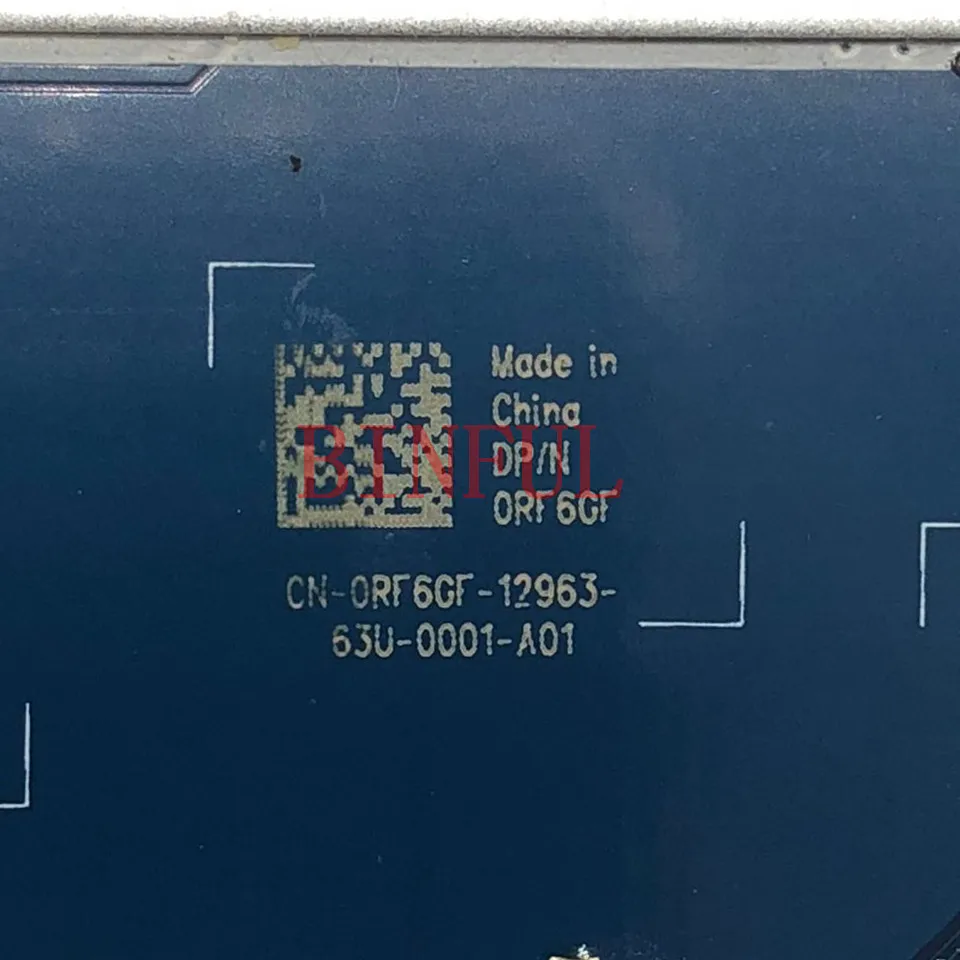 Made in
China
DP/N
0RF6GF
BINFUL
CN-0RF6GF-12963-
63U-0001-A01